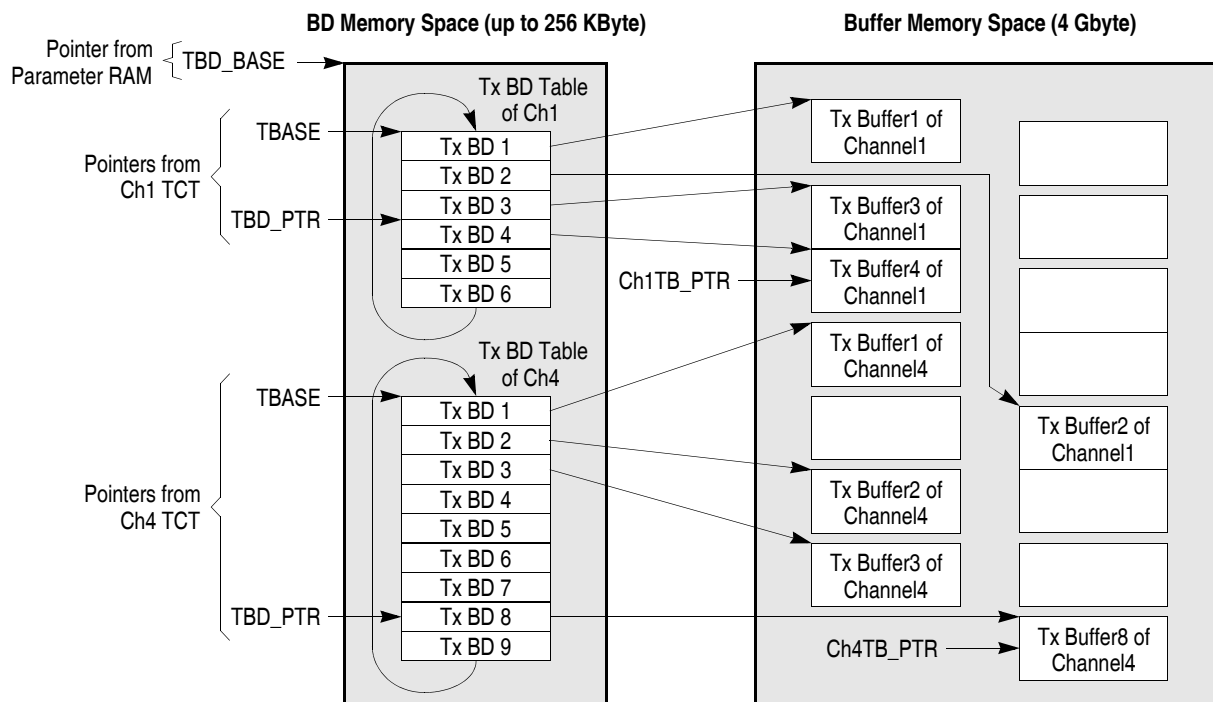 BD Memory Space (up to 256 KByte)
Buffer Memory Space (4 Gbyte)
Pointer from
Parameter RAM
TBD_BASE
Tx BD Table
of Ch1
TBASE
Pointers from
Ch1 TCT
TBD_PTR
Tx BD 1
Tx BD 2
Tx BD 3
Tx BD 4
Tx BD 5
Tx BD 6
Tx BD Table
of Ch4
TBASE
Pointers from
Ch4 TCT
TBD_PTR
Tx BD 1
Tx BD 2
Tx BD 3
Tx BD 4
Tx BD 5
Tx BD 6
Tx BD 7
Tx BD 8
Tx BD 9
Tx Buffer1 of
Channel1
Tx Buffer3 of
Channel1
Ch1TB_PTR
Tx Buffer4 of
Channel1
Tx Buffer1 of
Channel4
Tx Buffer2 of
Channel4
Tx Buffer3 of
Channel4
Tx Buffer2 of
Channel1
Ch4TB_PTR
Tx Buffer8 of
Channel4